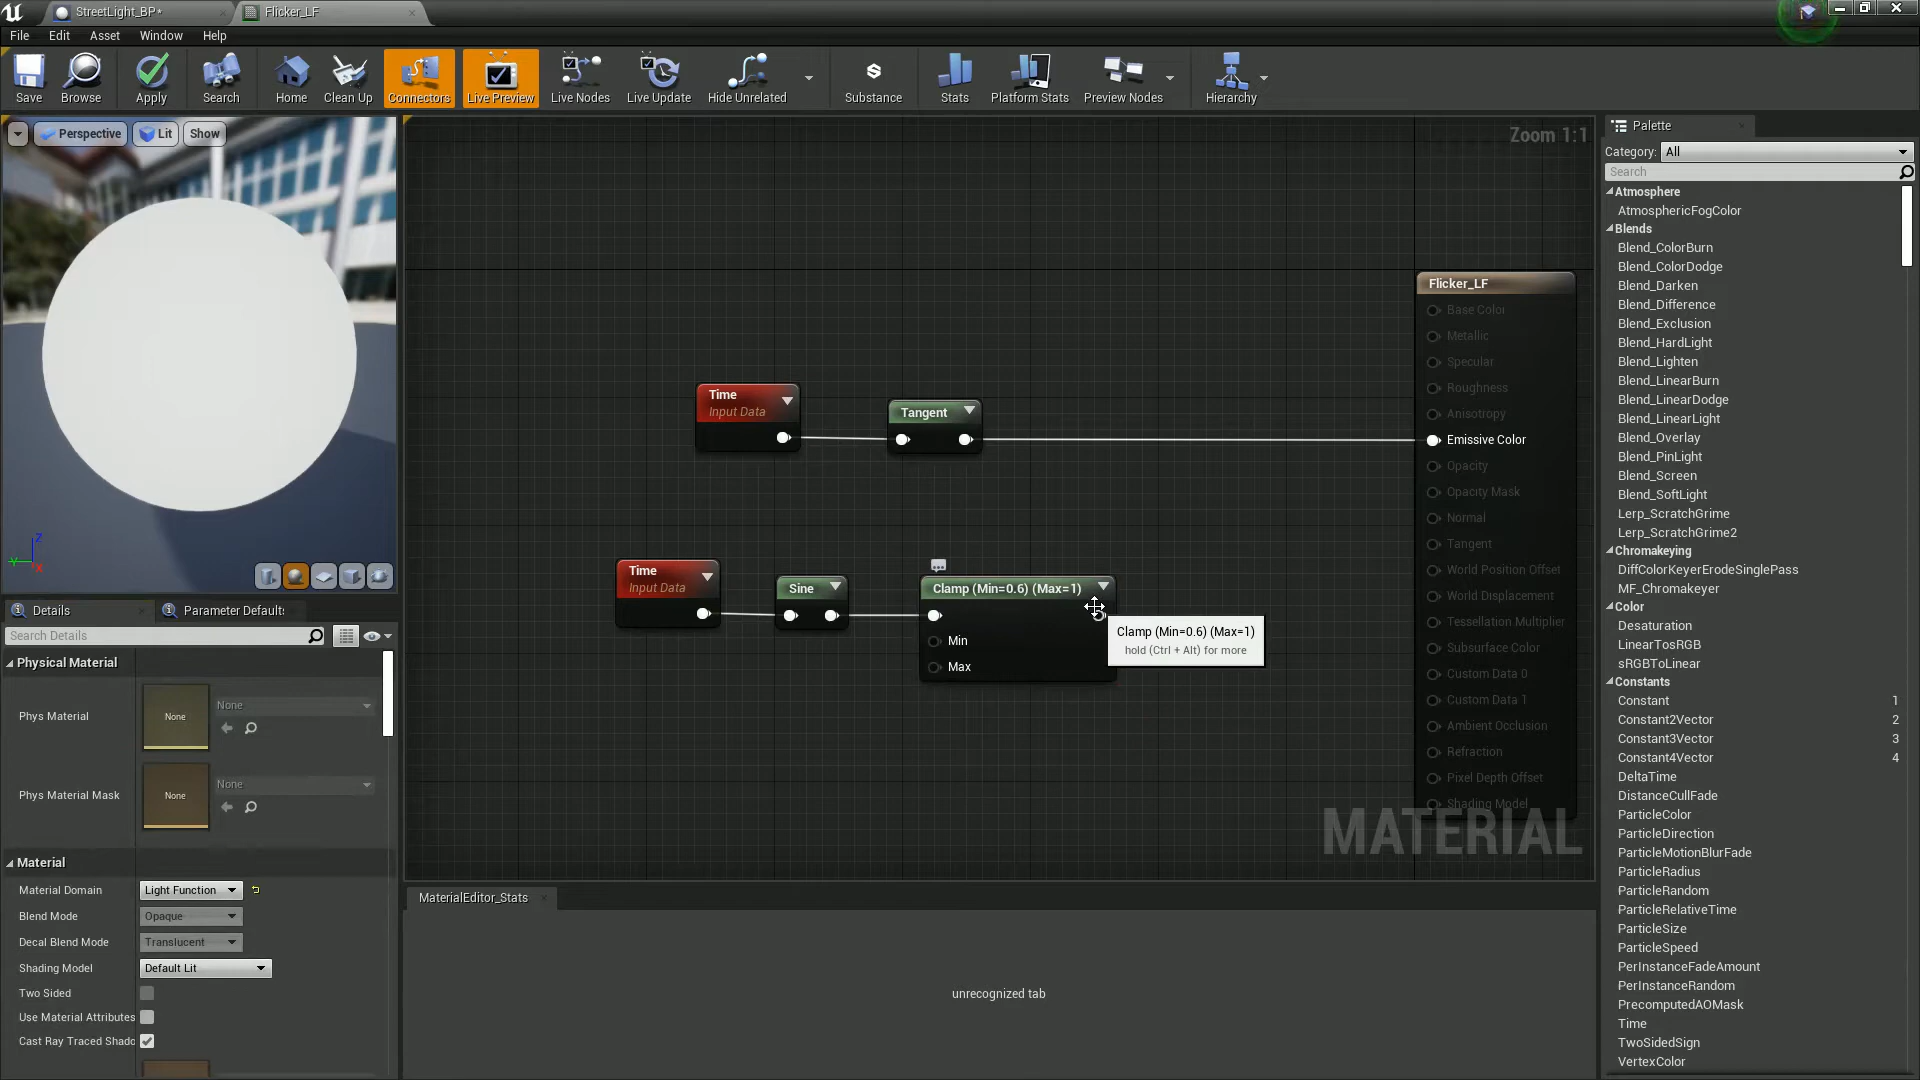 StreetLight_BP*
Flicker_LF
File Edit Asset Window Help
Save Browse Apply Search Home Clean Up Connectors Live Preview Live Nodes Live Update Hide Unrelated Substance Stats Platform Stats Preview Nodes Hierarchy
Perspective Lit Show
Zoom 1:1
Time
Input Data
Tangent
Time
Input Data
Sine
Clamp (Min=0.6) (Max=1)
Min
Max
Clamp (Min=0.6) (Max=1)
hold (Ctrl + Alt) for more
Flicker_LF
Base Color
Metallic
Specular
Roughness
Anisotropy
Emissive Color
Opacity
Opacity Mask
Normal
Tangent
World Position Offset
World Displacement
Tessellation Multiplier
Subsurface Color
Custom Data 0
Custom Data 1
Ambient Occlusion
Refraction
Pixel Depth Offset
Shading Model
MATERIAL
Z
Y
X
Details
Parameter Defaults
Search Details
Physical Material
Phys Material
None
None
Phys Material Mask
None
None
Material
Material Domain
Light Function
Blend Mode
Opaque
Decal Blend Mode
Translucent
Shading Model
Default Lit
Two Sided
Use Material Attributes
Cast Ray Traced Shado
MaterialEditor_Stats
unrecognized tab
Palette
Category: All
Search
Atmosphere
AtmosphericFogColor
Blends
Blend_ColorBurn
Blend_ColorDodge
Blend_Darken
Blend_Difference
Blend_Exclusion
Blend_HardLight
Blend_Lighten
Blend_LinearBurn
Blend_LinearDodge
Blend_LinearLight
Blend_Overlay
Blend_PinLight
Blend_Screen
Blend_SoftLight
Lerp_ScratchGrime
Lerp_ScratchGrime2
Chromakeying
DiffColorKeyerErodeSinglePass
MF_Chromakeyer
Color
Desaturation
LinearTosRGB
sRGBToLinear
Constants
Constant 1
Constant2Vector 2
Constant3Vector 3
Constant4Vector 4
DeltaTime
DistanceCullFade
ParticleColor
ParticleDirection
ParticleMotionBlurFade
ParticleRadius
ParticleRandom
ParticleRelativeTime
ParticleSize
ParticleSpeed
PerInstanceFadeAmount
PerInstanceRandom
PrecomputedAOMask
Time
TwoSidedSign
VertexColor